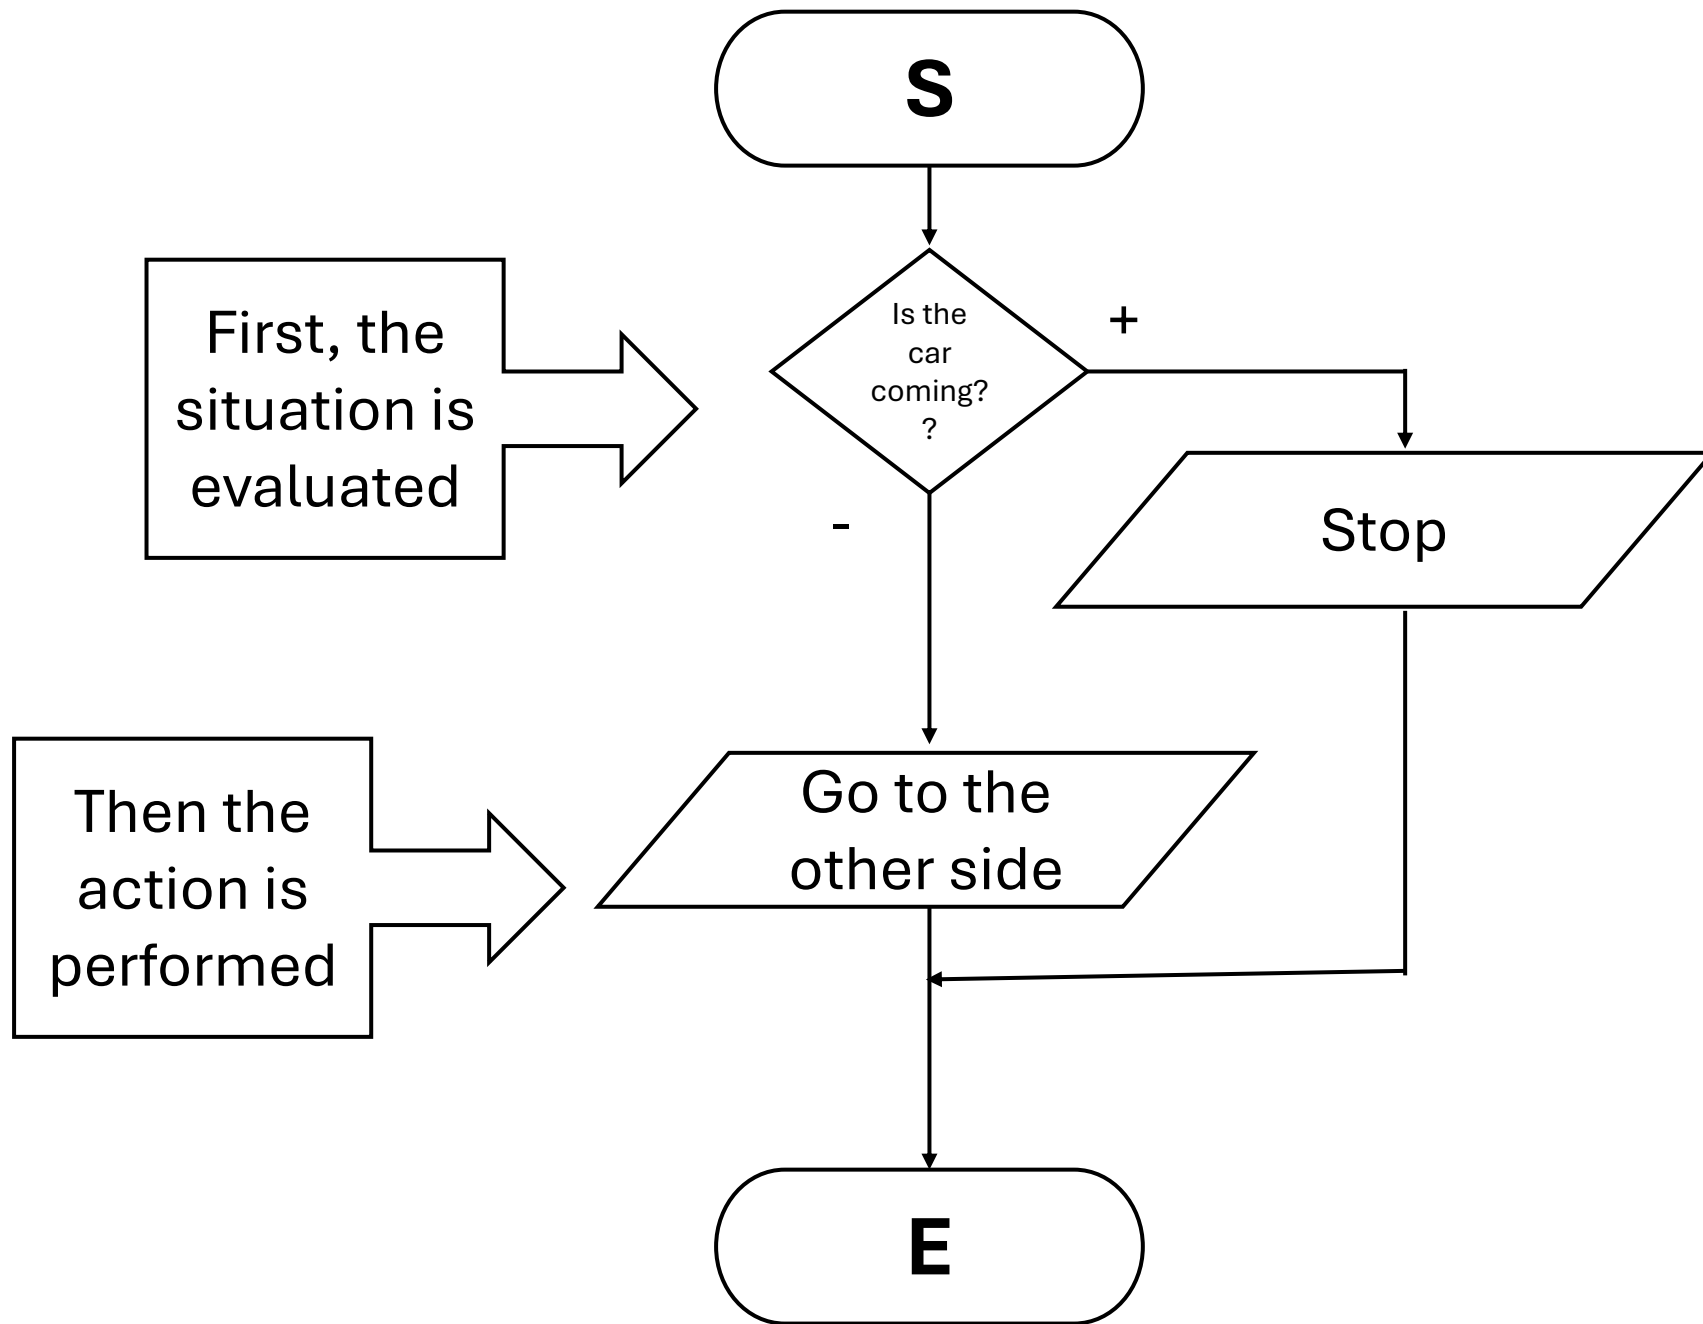 S
First, the
situation is
evaluated
Is the
car
coming?
?
+
-
Stop
Then the
action is
performed
Go to the
other side
E